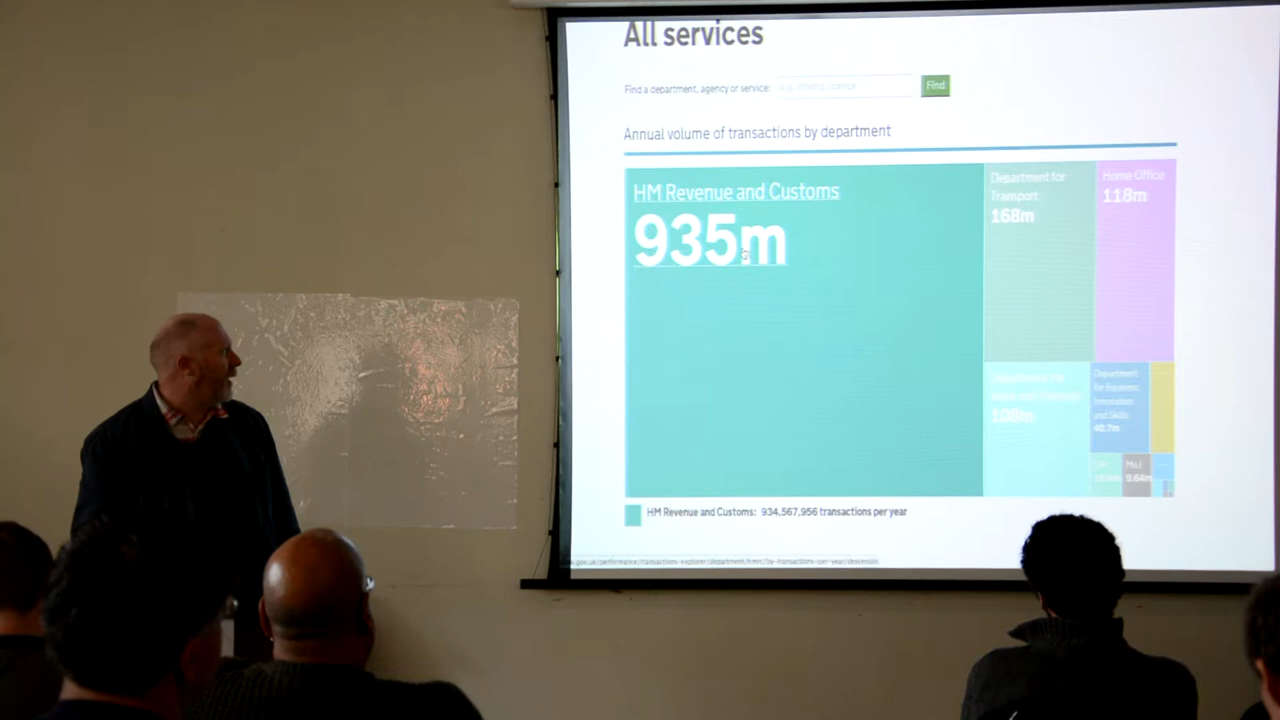 All services
Find a department, agency or service:
Find
Annual volume of transactions by department
HM Revenue and Customs
935m
Department for
Transport
168m
Home Office
118m
108m
Department
for Business,
Innovation
and Skills
40.7m
MoJ
9.64m
HM Revenue and Customs: 934,567,956 transactions per year